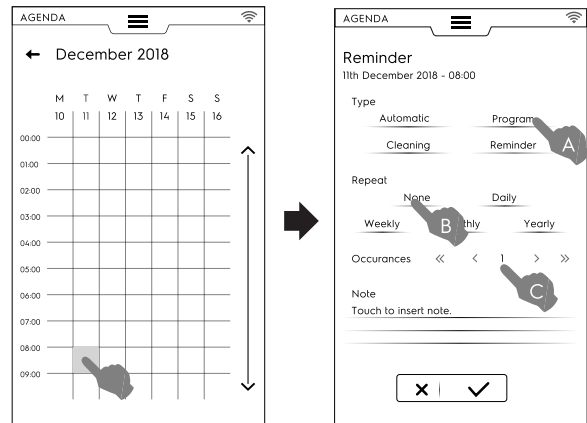 AGENDA
December 2018
M T W T F S S
10 11 12 13 14 15 16
00:00
01:00
02:00
03:00
04:00
05:00
06:00
07:00
08:00
09:00
AGENDA
Reminder
11th December 2018 - 08:00
Type
Automatic Program
A
Cleaning Reminder
Repeat
None Daily
B
Weekly Yearly
Occurances 1
C
Note
Touch to insert note.